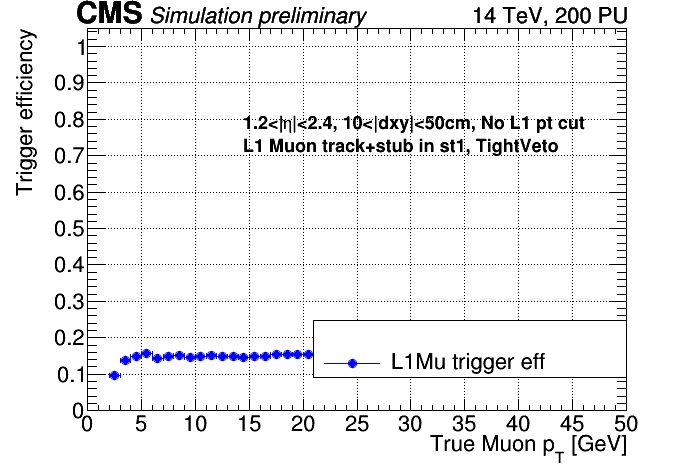 CMS Simulation preliminary 14 TeV, 200 PU
Trigger efficiency
1
0.9
0.8
0.7
0.6
0.5
0.4
0.3
0.2
0.1
0
1.2<|η|<2.4, 10<|dxy|<50cm, No L1 pt cut
L1 Muon track+stub in st1, TightVeto
L1Mu trigger eff
0 5 10 15 20 25 30 35 40 45 50
True Muon p_T [GeV]